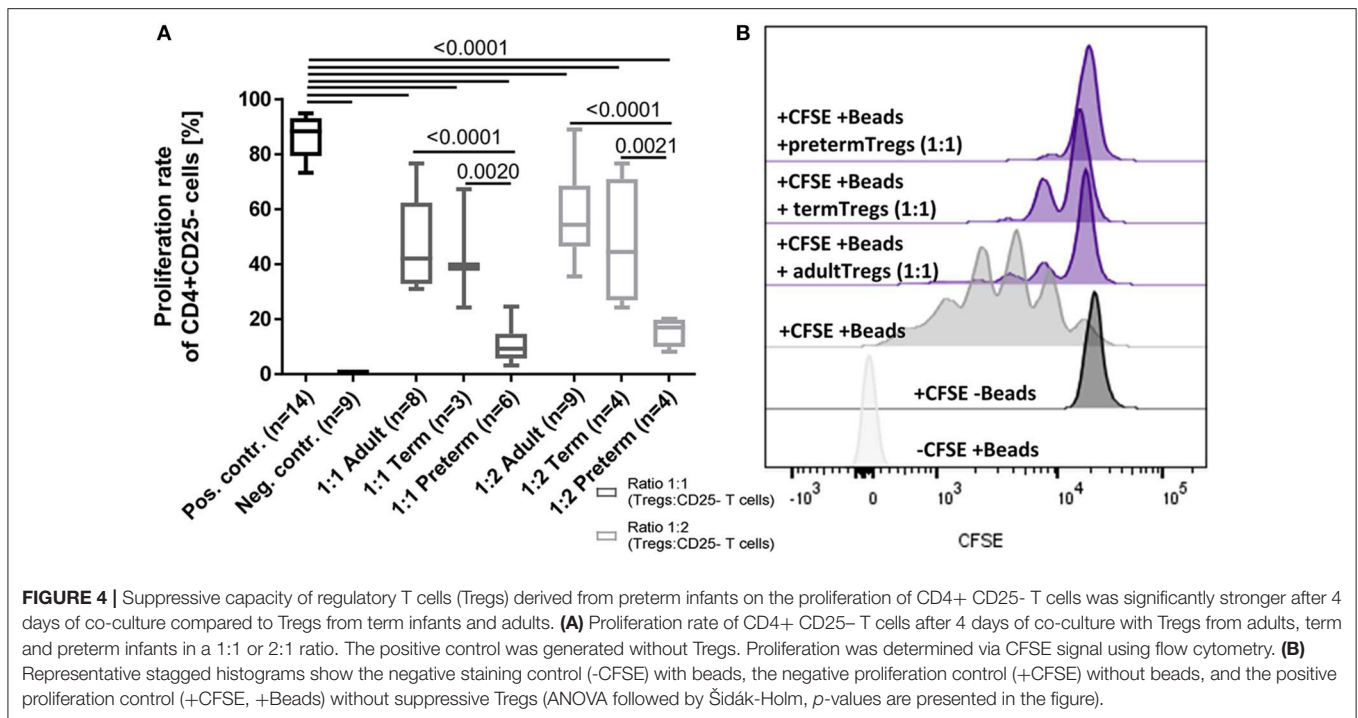 A
<0.0001
Proliferation rate
of CD4+CD25- cells [%]
100
80
60
40
20
0
<0.0001
0.0020
<0.0001
0.0021
Pos. contr. (n=14)
Neg. contr. (n=9)
1:1 Adult (n=8)
1:1 Term (n=3)
1:1 Preterm (n=6)
1:2 Adult (n=9)
1:2 Term (n=4)
1:2 Preterm (n=4)
Ratio 1:1
(Tregs:CD25- T cells)
Ratio 1:2
(Tregs:CD25- T cells)
B
+CFSE +Beads
+pretermTregs (1:1)
+CFSE +Beads
+ termTregs (1:1)
+CFSE +Beads
+ adultTregs (1:1)
+CFSE +Beads
+CFSE -Beads
-CFSE +Beads
-10³ 0 10³ 10⁴ 10⁵
CFSE
FIGURE 4 | Suppressive capacity of regulatory T cells (Tregs) derived from preterm infants on the proliferation of CD4+ CD25- T cells was significantly stronger after 4
days of co-culture compared to Tregs from term infants and adults. (A) Proliferation rate of CD4+ CD25– T cells after 4 days of co-culture with Tregs from adults, term
and preterm infants in a 1:1 or 2:1 ratio. The positive control was generated without Tregs. Proliferation was determined via CFSE signal using flow cytometry. (B)
Representative stagged histograms show the negative staining control (-CFSE) with beads, the negative proliferation control (+CFSE) without beads, and the positive
proliferation control (+CFSE, +Beads) without suppressive Tregs (ANOVA followed by Šidák-Holm, p-values are presented in the figure).